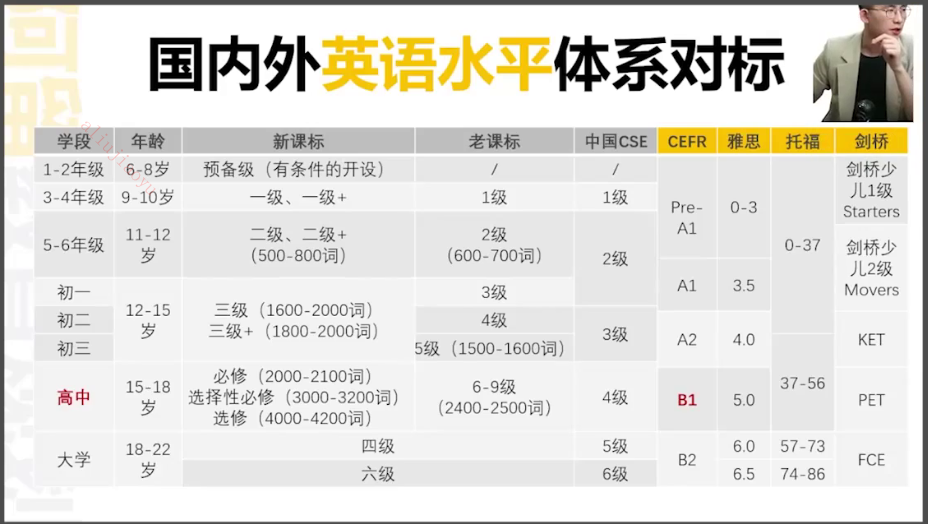 国内外英语水平体系对标
学段 年龄 新课标 老课标 中国CSE CEFR 雅思 托福 剑桥
1-2年级 6-8岁 预备级（有条件的开设） / /
3-4年级 9-10岁 一级、一级+ 1级 1级
Pre-A1 0-3 0-37
剑桥少儿1级 Starters
5-6年级 11-12岁 二级、二级+ (500-800词) 2级 (600-700词) 2级
剑桥少儿2级 Movers
A1 3.5
初一 12-15岁 三级（1600-2000词） 3级
三级+（1800-2000词）
初二 4级 3级 A2 4.0 KET
初三 5级（1500-1600词）
高中 15-18岁 必修（2000-2100词） 6-9级 (2400-2500词) 4级 B1 5.0 37-56 PET
选择性必修（3000-3200词）
选修（4000-4200词）
大学 18-22岁 四级 5级 B2 6.0 57-73 FCE
六级 6级 6.5 74-86